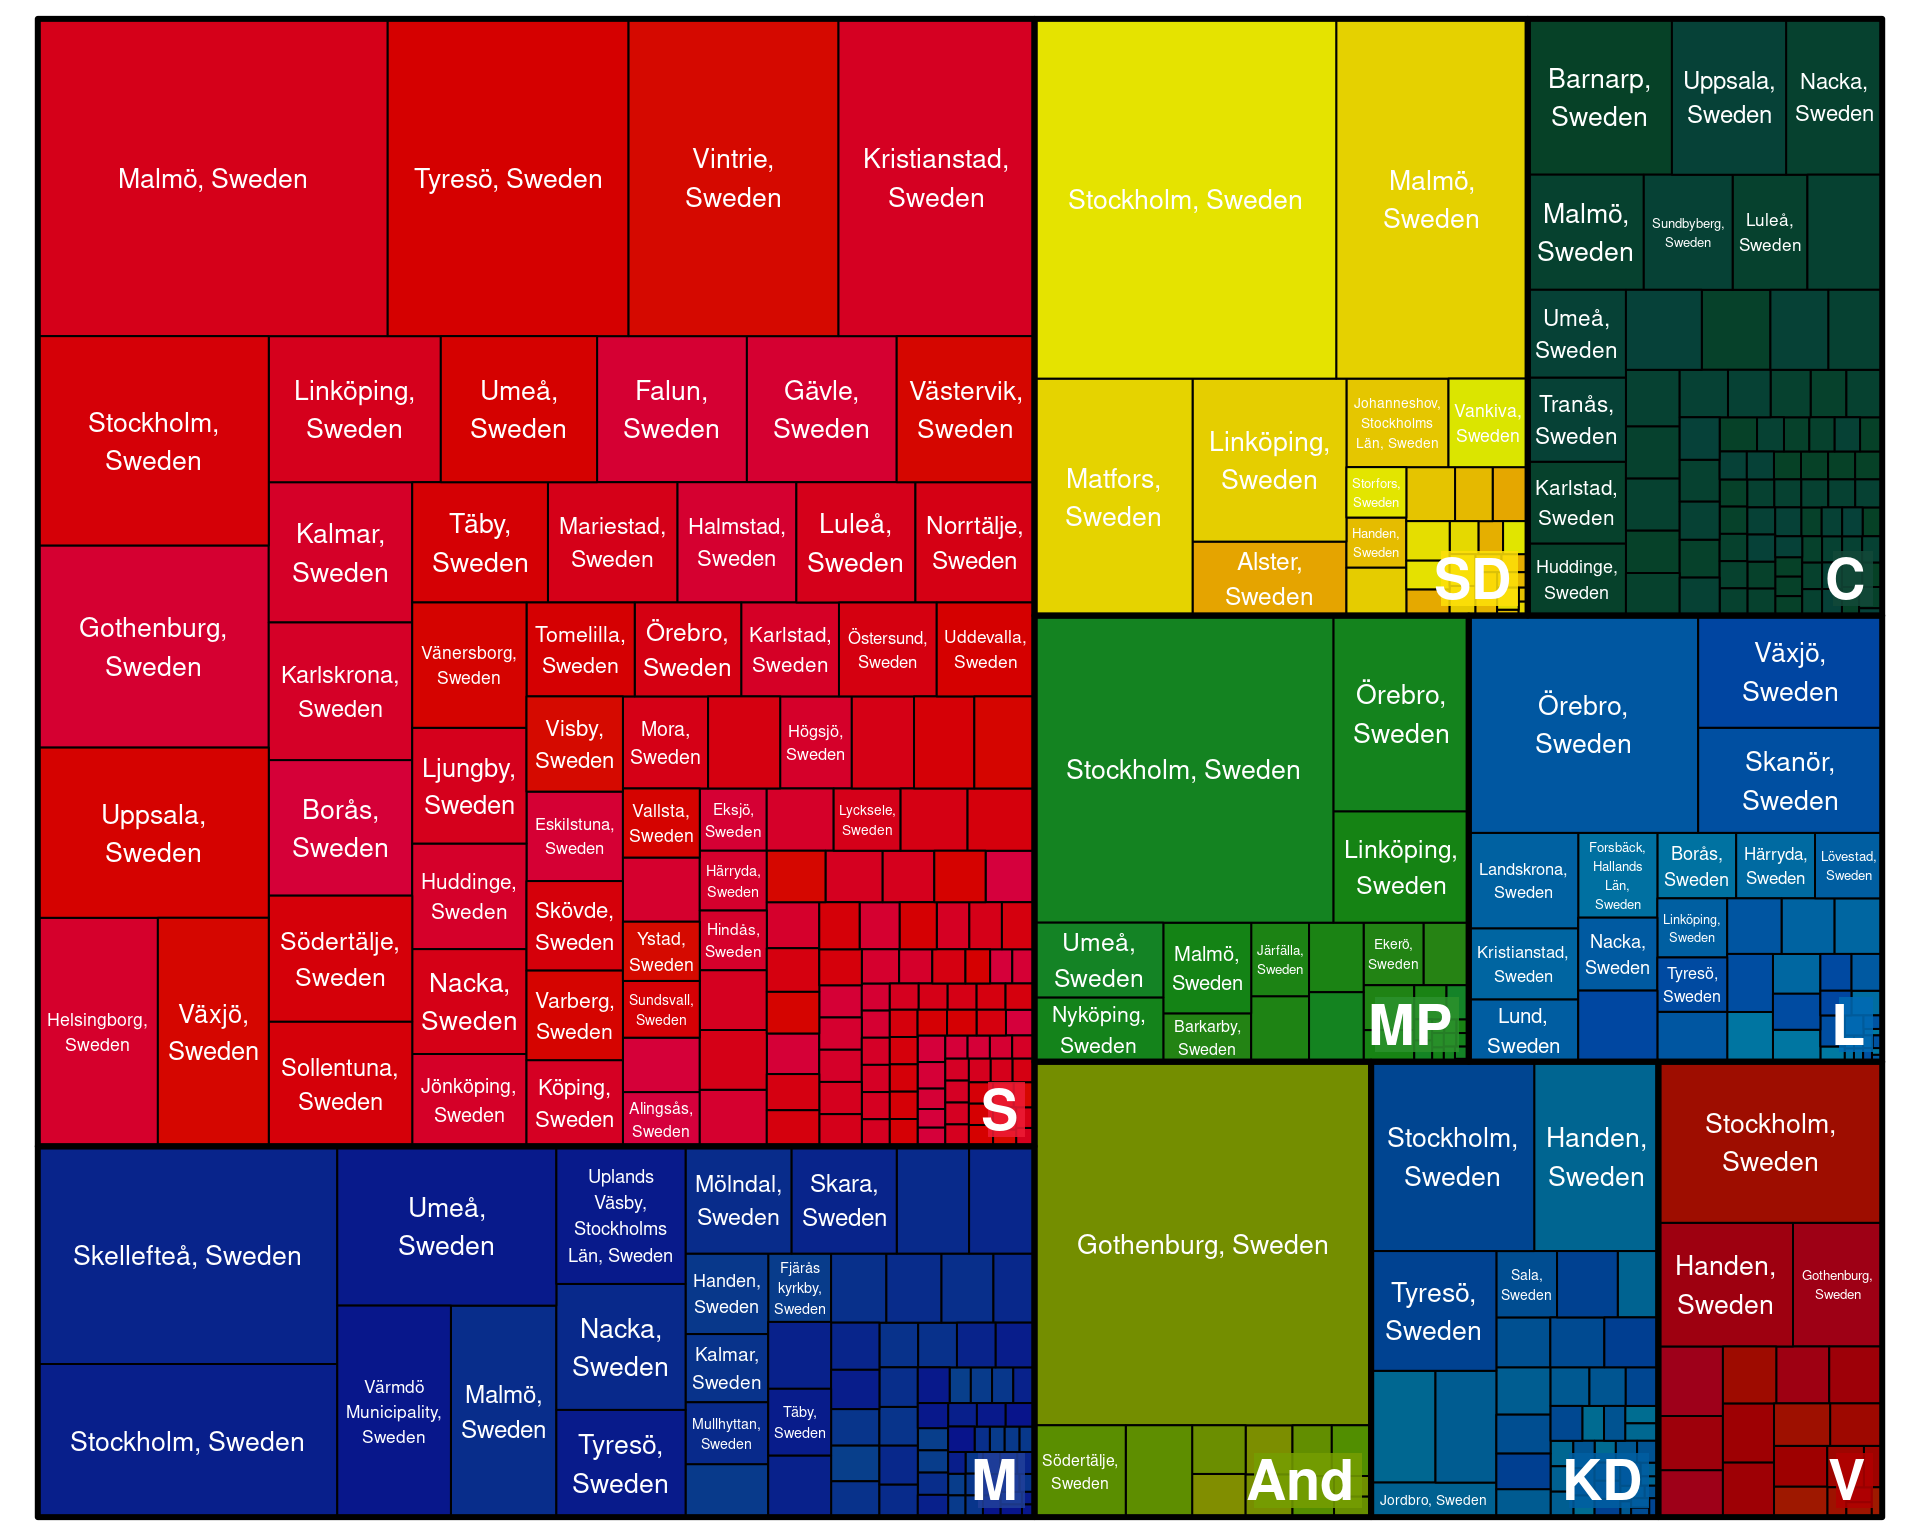 Malmö, Sweden
Tyresö, Sweden
Vintrie,
Sweden
Kristianstad,
Sweden
Stockholm,
Sweden
Linköping,
Sweden
Umeå,
Sweden
Falun,
Sweden
Gävle,
Sweden
Västervik,
Sweden
Gothenburg,
Sweden
Kalmar,
Sweden
Täby,
Sweden
Mariestad,
Sweden
Halmstad,
Sweden
Luleå,
Sweden
Norrtälje,
Sweden
Karlskrona,
Sweden
Vänersborg,
Sweden
Tomelilla,
Sweden
Örebro,
Sweden
Karlstad,
Sweden
Östersund,
Sweden
Uddevalla,
Sweden
Uppsala,
Sweden
Borås,
Sweden
Ljungby,
Sweden
Visby,
Sweden
Mora,
Sweden
Högsjö,
Sweden
Eskilstuna,
Sweden
Vallsta,
Sweden
Eksjö,
Sweden
Lycksele,
Sweden
Huddinge,
Sweden
Härryda,
Sweden
Helsingborg,
Sweden
Växjö,
Sweden
Södertälje,
Sweden
Skövde,
Sweden
Ystad,
Sweden
Hindås,
Sweden
Nacka,
Sweden
Varberg,
Sweden
Sundsvall,
Sweden
Sollentuna,
Sweden
Jönköping,
Sweden
Köping,
Sweden
Alingsås,
Sweden
S
Skellefteå, Sweden
Stockholm, Sweden
Umeå,
Sweden
Värmdö
Municipality,
Sweden
Malmö,
Sweden
Uplands
Väsby,
Stockholms
Län, Sweden
Nacka,
Sweden
Tyresö,
Sweden
Mölndal,
Sweden
Skara,
Sweden
Handen,
Sweden
Fjärås
kyrkby,
Sweden
Kalmar,
Sweden
Mullhyttan,
Sweden
Täby,
Sweden
M
Stockholm, Sweden
Malmö,
Sweden
Matfors,
Sweden
Linköping,
Sweden
Alster,
Sweden
Johanneshov,
Stockholms
Län, Sweden
Vankiva,
Sweden
Storfors,
Sweden
Handen,
Sweden
SD
Barnarp,
Sweden
Uppsala,
Sweden
Nacka,
Sweden
Malmö,
Sweden
Sundbyberg,
Sweden
Luleå,
Sweden
Umeå,
Sweden
Tranås,
Sweden
Karlstad,
Sweden
Huddinge,
Sweden
C
Stockholm, Sweden
Örebro,
Sweden
Linköping,
Sweden
Umeå,
Sweden
Nyköping,
Sweden
Malmö,
Sweden
Barkarby,
Sweden
Järfälla,
Sweden
Ekerö,
Sweden
MP
Örebro,
Sweden
Växjö,
Sweden
Skanör,
Sweden
Landskrona,
Sweden
Forsbäck,
Hallands
Län,
Sweden
Borås,
Sweden
Härryda,
Sweden
Lövestad,
Sweden
Kristianstad,
Sweden
Nacka,
Sweden
Linköping,
Sweden
Tyresö,
Sweden
Lund,
Sweden
L
Gothenburg, Sweden
Södertälje,
Sweden
And
Stockholm,
Sweden
Handen,
Sweden
Tyresö,
Sweden
Sala,
Sweden
Jordbro, Sweden
KD
Stockholm,
Sweden
Handen,
Sweden
Gothenburg,
Sweden
V